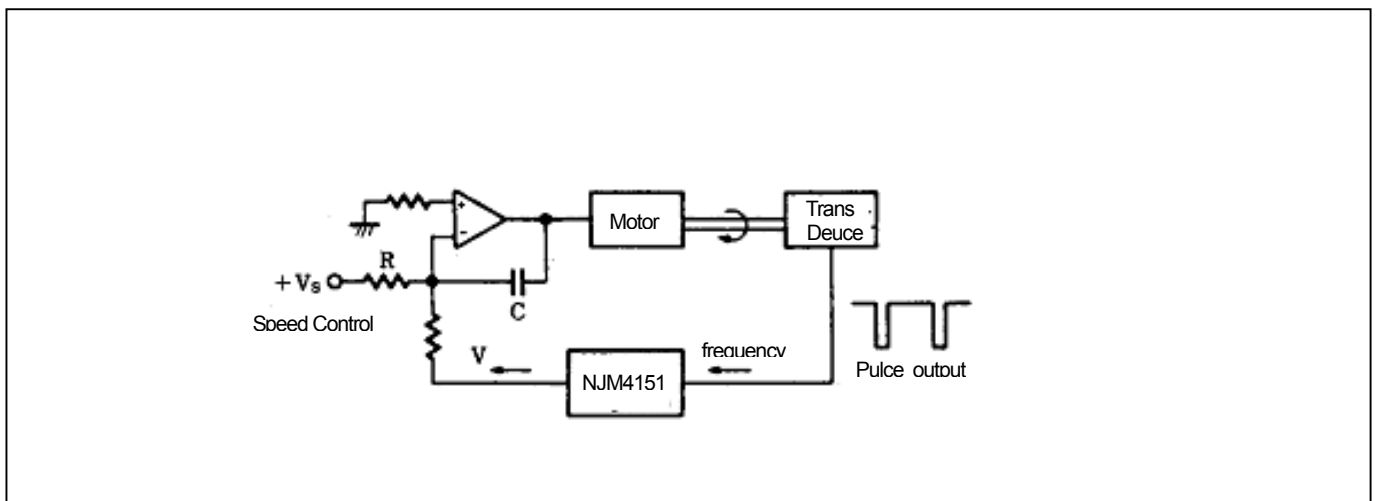 +
-
Motor
Trans
Deuce
R
+Vs
C
Speed Control
V
frequency
NJM4151
Pulce output